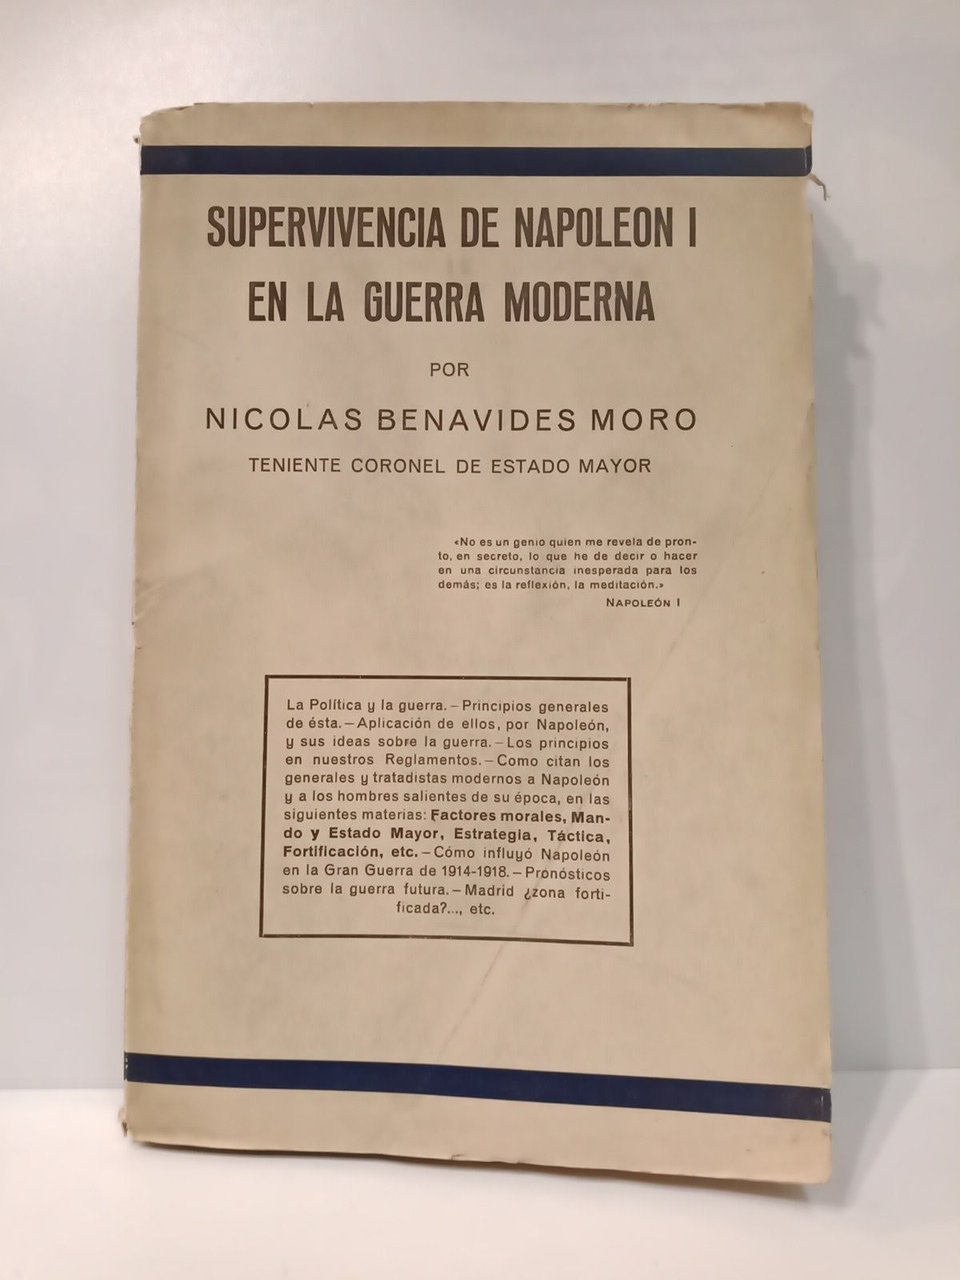 SUPERVIVENCIA DE NAPOLEON I
EN LA GUERRA MODERNA
POR
NICOLAS BENAVIDES MORO
TENIENTE CORONEL DE ESTADO MAYOR
«No es un genio quien me revela de pron-
to, en secreto, lo que he de decir o hacer
en una circunstancia inesperada para los
demás; es la reflexión, la meditación.»
NAPOLEÓN I
La Política y la guerra.—Principios generales
de ésta.—Aplicación de ellos, por Napoleón,
y sus ideas sobre la guerra.—Los principios
en nuestros Reglamentos.—Como citan los
generales y tratadistas modernos a Napoleón
y a los hombres salientes de su época, en las
siguientes materias: Factores morales, Man-
do y Estado Mayor, Estrategia, Táctica,
Fortificación, etc.—Cómo influyó Napoleón
en la Gran Guerra de 1914-1918.—Pronósticos
sobre la guerra futura.—Madrid ¿zona forti-
ficada?..., etc.